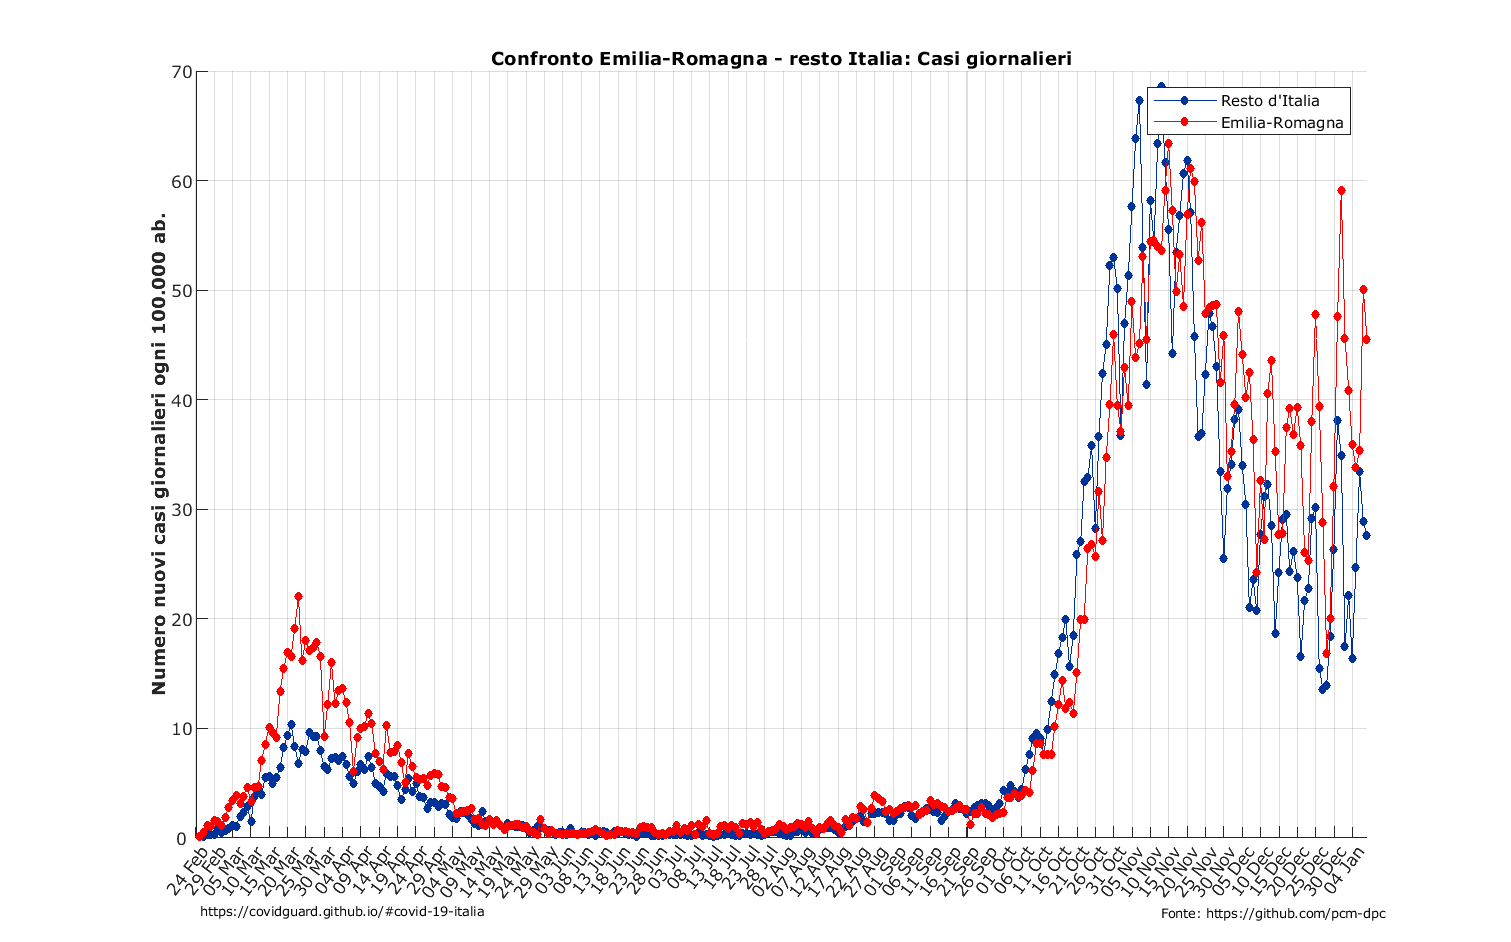 Confronto Emilia-Romagna - resto Italia: Casi giornalieri
Resto d'Italia
Emilia-Romagna
Numero nuovi casi giornalieri ogni 100.000 ab.
70
60
50
40
30
20
10
0
24 Feb
29 Feb
05 Mar
10 Mar
15 Mar
20 Mar
25 Mar
30 Mar
04 Apr
09 Apr
14 Apr
19 Apr
24 Apr
29 Apr
04 May
09 May
14 May
19 May
24 May
29 May
03 Jun
08 Jun
13 Jun
18 Jun
23 Jun
28 Jun
03 Jul
08 Jul
13 Jul
18 Jul
23 Jul
28 Jul
02 Aug
07 Aug
12 Aug
17 Aug
22 Aug
27 Aug
01 Sep
06 Sep
11 Sep
16 Sep
21 Sep
26 Sep
01 Oct
06 Oct
11 Oct
16 Oct
21 Oct
26 Oct
31 Oct
05 Nov
10 Nov
15 Nov
20 Nov
25 Nov
30 Nov
05 Dec
10 Dec
15 Dec
20 Dec
25 Dec
30 Dec
04 Jan
https://covidguard.github.io/#covid-19-italia
Fonte: https://github.com/pcm-dpc